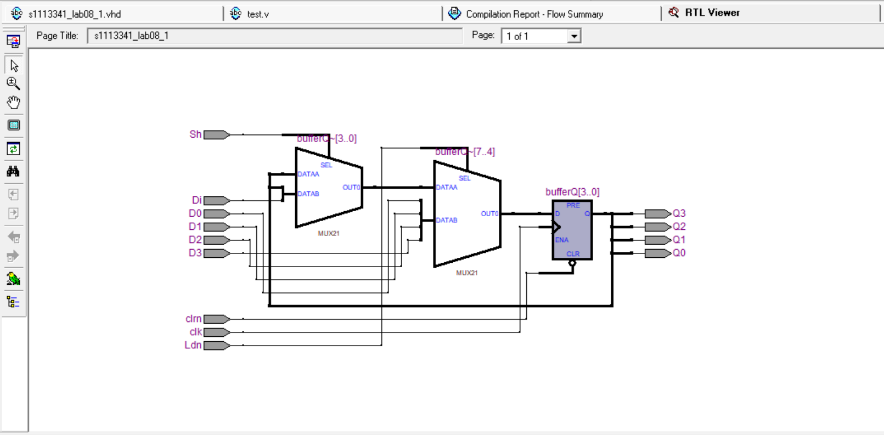 s1113341_lab08_1.vhd
test.v
Compilation Report - Flow Summary
RTL Viewer
Page Title: s1113341_lab08_1
Page: 1 of 1
Sh
bufferQ~[3..0]
SEL
DATAA
DATAB
OUT0
MUX21
bufferQ~[7..4]
SEL
DATAA
DATAB
OUT0
MUX21
bufferQ[3..0]
PRE
D
Q
ENA
CLR
Di
D0
D1
D2
D3
clrn
clk
Ldn
Q3
Q2
Q1
Q0